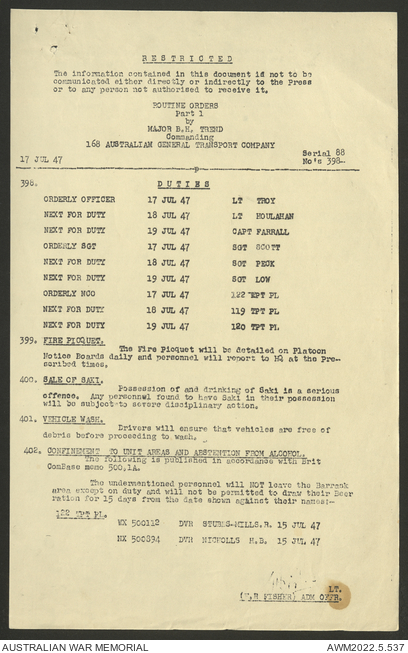 RESTRICTED
The information contained in this document is not to be
communicated either directly or indirectly to the Press
or to any person not authorised to receive it.
ROUTINE ORDERS
Part 1
by
MAJOR B.H. TREND
Commanding
168 AUSTRALIAN GENERAL TRANSPORT COMPANY
Serial 88
17 JUL 47 No's 398-
398. DUTIES
ORDERLY OFFICER 17 JUL 47 LT TROY
NEXT FOR DUTY 18 JUL 47 LT HOULAHAN
NEXT FOR DUTY 19 JUL 47 CAPT FARRALL
ORDERLY SGT 17 JUL 47 SGT SCOTT
NEXT FOR DUTY 18 JUL 47 SGT PECK
NEXT FOR DUTY 19 JUL 47 SGT LOW
ORDERLY NCO 17 JUL 47 122 TPT PL
NEXT FOR DUTY 18 JUL 47 119 TPT PL
NEXT FOR DUTY 19 JUL 47 120 TPT PL
399. FIRE PICQUET.
The Fire Picquet will be detailed on Platoon
Notice Boards daily and personnel will report to HQ at the Pre-
scribed times.
400. SALE OF SAKI.
Possession of and drinking of Saki is a serious
offence. Any personnel found to have Saki in their possession
will be subject to severe disciplinary action.
401. VEHICLE WASH.
Drivers will ensure that vehicles are free of
debris before proceeding to wash.
402. CONFINEMENT TO UNIT AREAS AND ABSTENTION FROM ALCOHOL.
The following is published in accordance with Brit
ComBase memo 500,1A.
The undermentioned personnel will NOT leave the Barrack
area except on duty and will not be permitted to draw their Beer
ration for 15 days from the date shown against their names:-
122 TPT PL.
VX 500112 DVR STUBBS-MILLS.R. 15 JUL 47
NX 500894 DVR NICHOLLS H.B. 15 JUL 47
LT.
FISHER) ADM OFFR.
AUSTRALIAN WAR MEMORIAL AWM2022.5.537